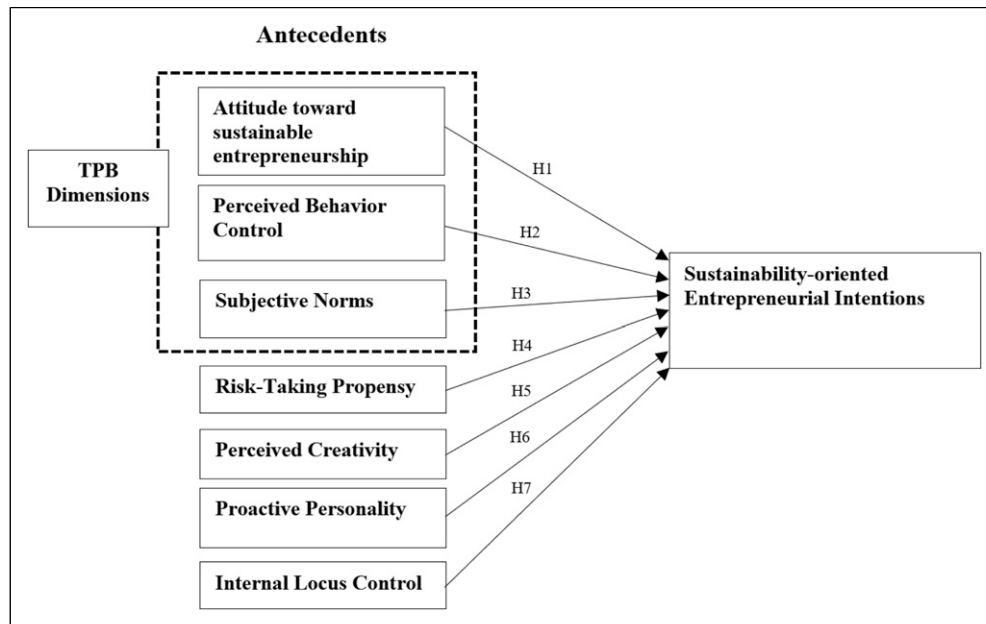 Antecedents
TPB
Dimensions
Attitude toward
sustainable
entrepreneurship
Perceived Behavior
Control
Subjective Norms
Risk-Taking Propensy
Perceived Creativity
Proactive Personality
Internal Locus Control
H1
H2
H3
H4
H5
H6
H7
Sustainability-oriented
Entrepreneurial Intentions